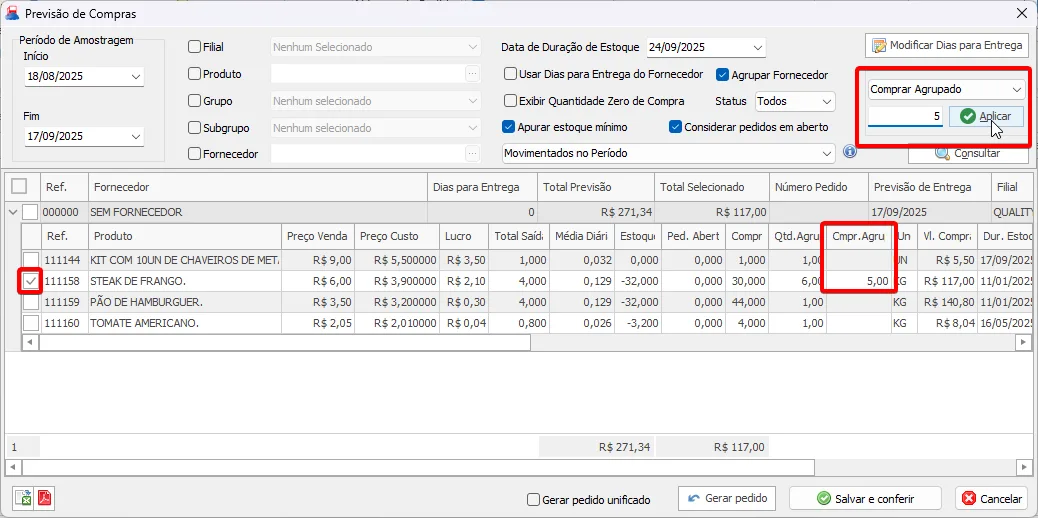 Previsão de Compras
Período de Amostragem
Início
18/08/2025
Fim
17/09/2025
Filial Nenhum Selecionado
Produto ...
Grupo Nenhum selecionado
Subgrupo Nenhum selecionado
Fornecedor ...
Data de Duração de Estoque 24/09/2025
Usar Dias para Entrega do Fornecedor Agrupar Fornecedor
Exibir Quantidade Zero de Compra Status Todos
Apurar estoque mínimo Considerar pedidos em aberto
Movimentados no Período
Modificar Dias para Entrega
Comprar Agrupado
5 Aplicar
Consultar
Ref. Fornecedor Dias para Entrega Total Previsão Total Selecionado Número Pedido Previsão de Entrega Filial
000000 SEM FORNECEDOR 0 R$ 271,34 R$ 117,00 17/09/2025 QUALITY
Ref. Produto Preço Venda Preço Custo Lucro Total Saída Média Diári Estoque Ped. Abert Compr Qtd.Agru Cmpr.Agru Un Vl. Compra Dur. Estoc
111144 KIT COM 10UN DE CHAVEIROS DE META R$ 9,00 R$ 5,500000 R$ 3,50 1,000 0,032 0,000 0,000 1,000 1,00 UN R$ 5,50 17/09/2025
111158 STEAK DE FRANGO. R$ 6,00 R$ 3,900000 R$ 2,10 4,000 0,129 -32,000 0,000 30,000 6,00 5,00 KG R$ 117,00 11/01/2025
111159 PÃO DE HAMBURGUER. R$ 3,50 R$ 3,200000 R$ 0,30 4,000 0,129 -32,000 0,000 44,000 1,00 KG R$ 140,80 11/01/2025
111160 TOMATE AMERICANO. R$ 2,05 R$ 2,010000 R$ 0,04 0,800 0,026 -3,200 0,000 4,000 1,00 KG R$ 8,04 16/05/2025
1 R$ 271,34 R$ 117,00
Gerar pedido unificado Gerar pedido Salvar e conferir Cancelar